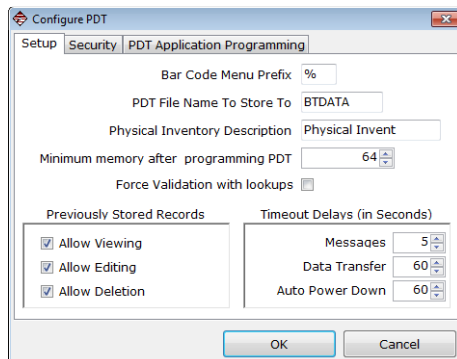 Configure PDT
Setup Security PDT Application Programming
Bar Code Menu Prefix %
PDT File Name To Store To BTDATA
Physical Inventory Description Physical Invent
Minimum memory after programming PDT 64
Force Validation with lookups
Previously Stored Records
Allow Viewing
Allow Editing
Allow Deletion
Timeout Delays (in Seconds)
Messages 5
Data Transfer 60
Auto Power Down 60
OK Cancel